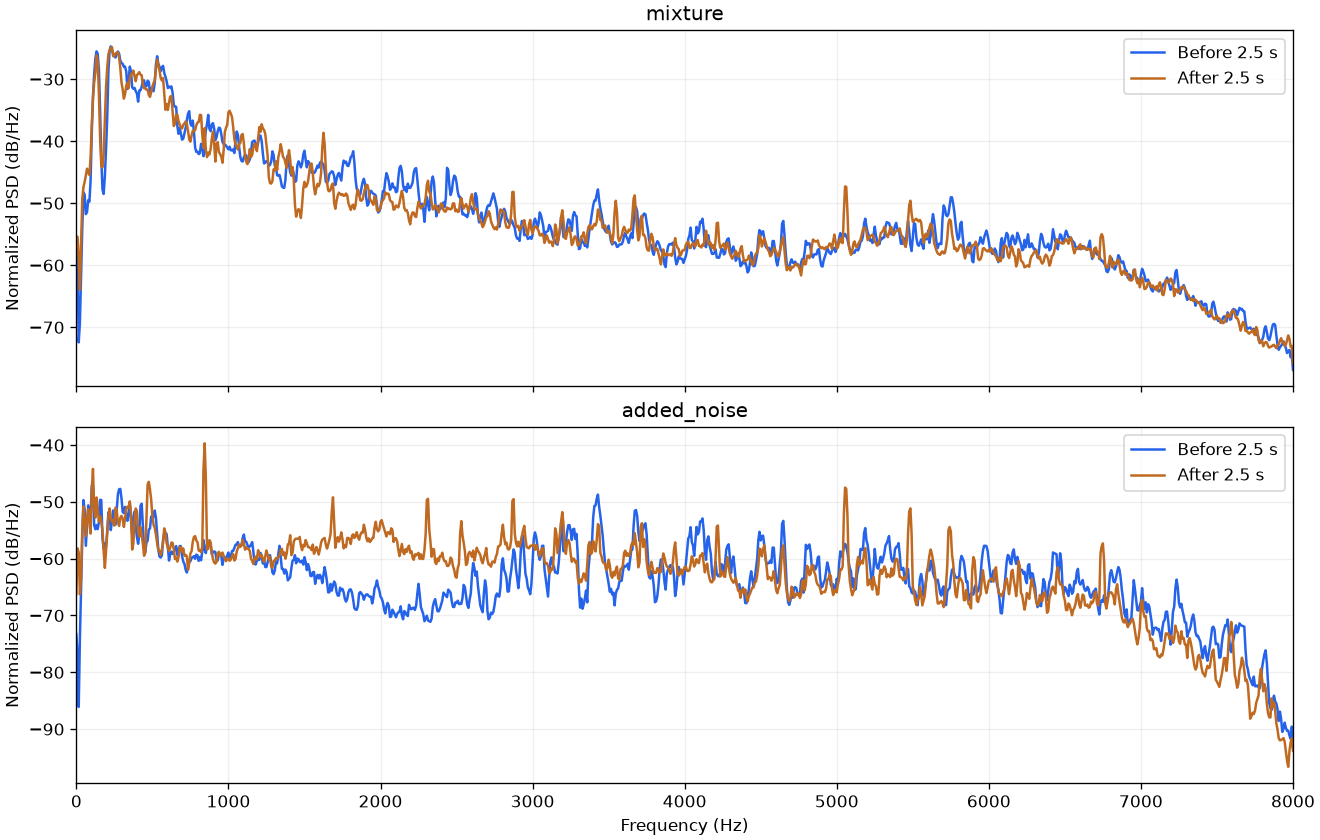 mixture
Normalized PSD (dB/Hz)
−30
−40
−50
−60
−70
Before 2.5 s
After 2.5 s
added_noise
Normalized PSD (dB/Hz)
−40
−50
−60
−70
−80
−90
Before 2.5 s
After 2.5 s
0 1000 2000 3000 4000 5000 6000 7000 8000
Frequency (Hz)